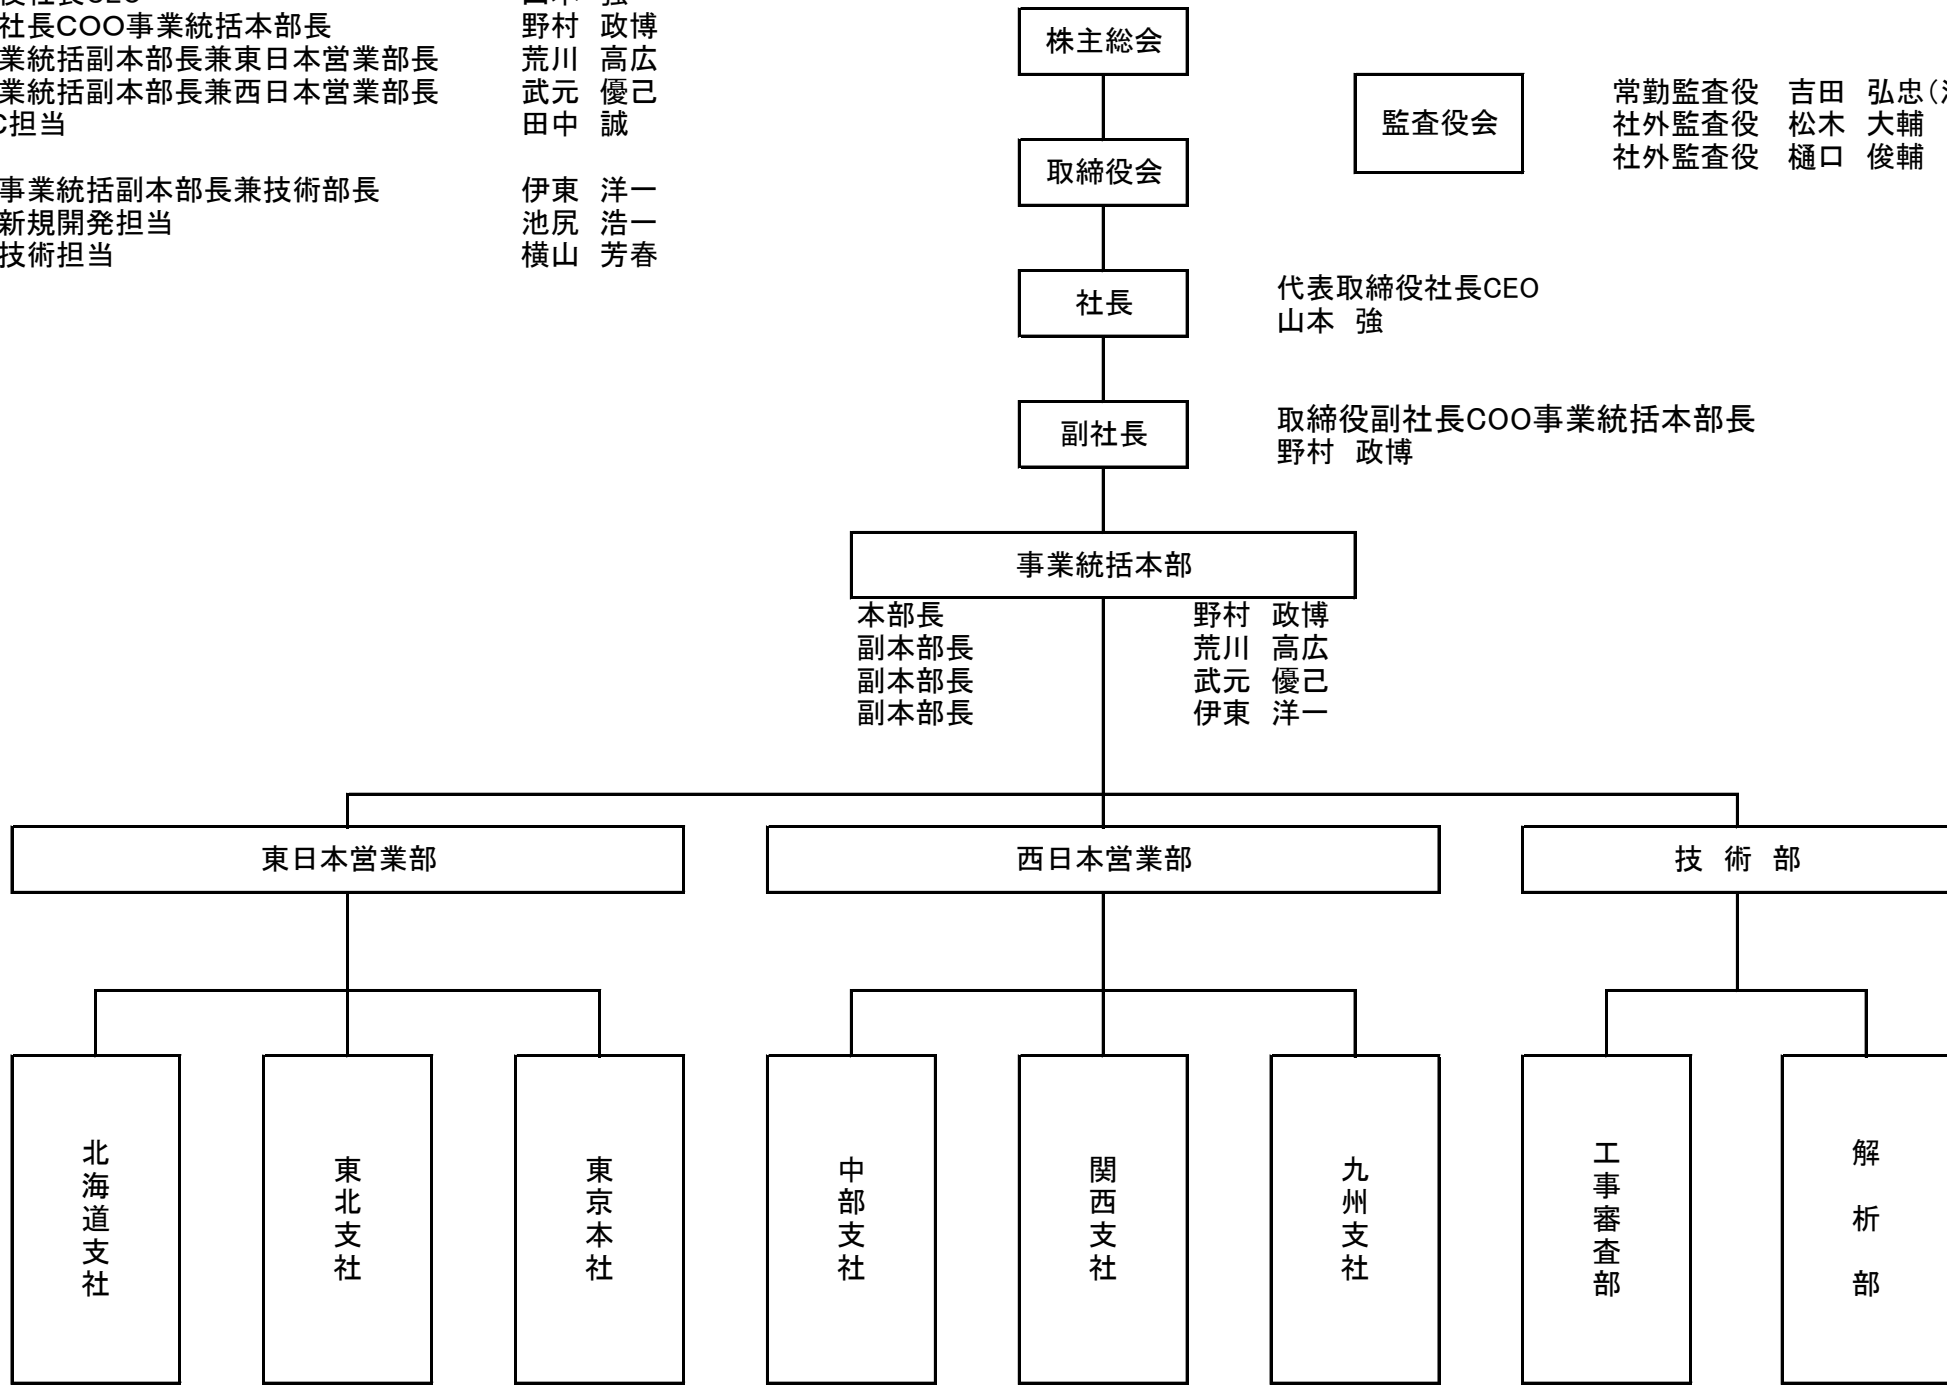 社長COO事業統括本部長 野村 政博
業統括副本部長兼東日本営業部長 荒川 高広
業統括副本部長兼西日本営業部長 武元 優己
C担当 田中 誠
事業統括副本部長兼技術部長 伊東 洋一
新規開発担当 池尻 浩一
技術担当 横山 芳春
株主総会
監査役会
常勤監査役 吉田 弘忠(
社外監査役 松木 大輔
社外監査役 樋口 俊輔
取締役会
社長
代表取締役社長CEO
山本 強
副社長
取締役副社長COO事業統括本部長
野村 政博
事業統括本部
本部長 野村 政博
副本部長 荒川 高広
副本部長 武元 優己
副本部長 伊東 洋一
東日本営業部
西日本営業部
技 術 部
北海道支社
東北支社
東京本社
中部支社
関西支社
九州支社
工事審査部
解析部